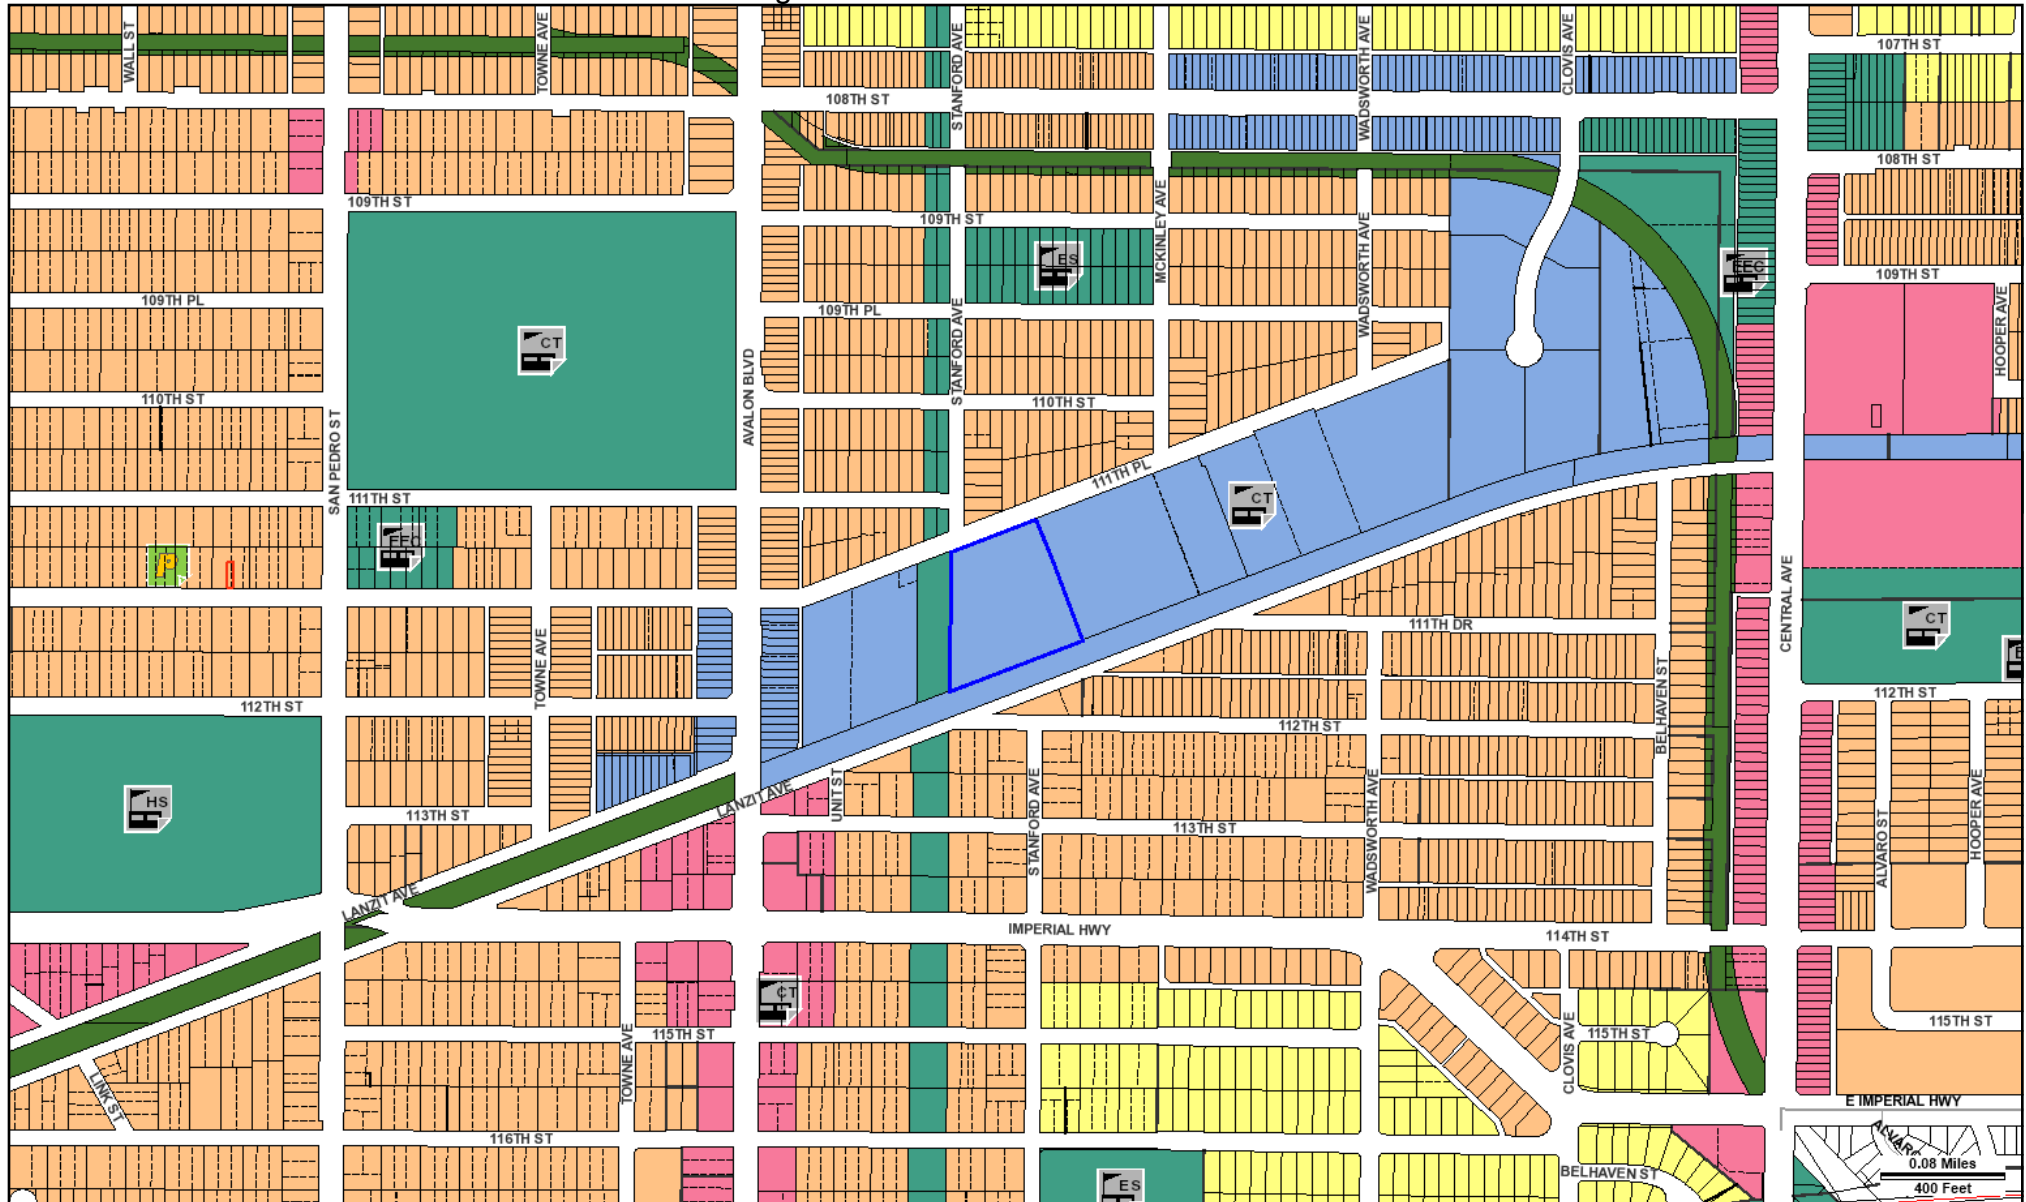 107TH ST
WALL ST
TOWNE AVE
STANFORD AVE
WADSWORTH AVE
CLOVIS AVE
108TH ST
108TH ST
109TH ST
109TH ST
MCKINLEY AVE
WADSWORTH AVE
ES
EEC
109TH ST
109TH PL
109TH PL
STANFORD AVE
HOOPER AVE
CT
AVALON BLVD
110TH ST
110TH ST
SAN PEDRO ST
111TH PL
111TH ST
CT
EEC
P
CENTRAL AVE
CT
111TH DR
TOWNE AVE
BELHAVEN ST
112TH ST
112TH ST
112TH ST
HS
UNIT ST
LANZIT AVE
113TH ST
113TH ST
STANFORD AVE
WADSWORTH AVE
ALVARO ST
HOOPER AVE
LANZIT AVE
IMPERIAL HWY
114TH ST
CT
115TH ST
115TH ST
115TH ST
TOWNE AVE
CLOVIS AVE
LINK ST
E IMPERIAL HWY
116TH ST
BELHAVEN ST
ES
0.08 Miles
400 Feet